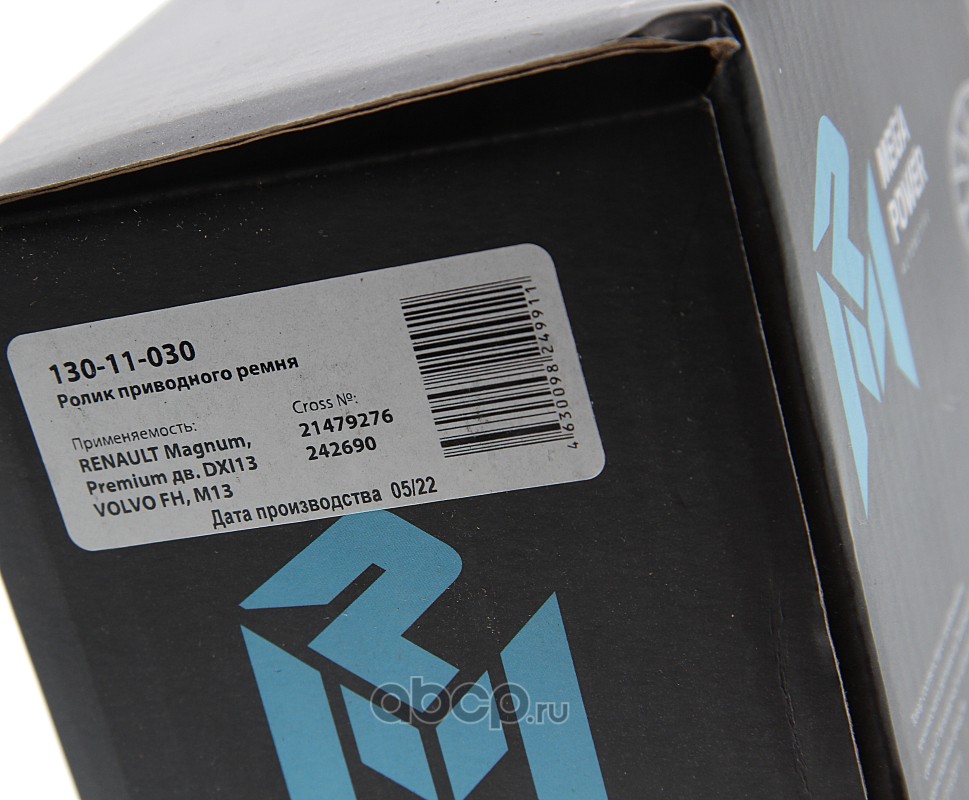 130-11-030
Ролик приводного ремня
Применяемость:
RENAULT Magnum,
Premium дв. DXI13
VOLVO FH, M13
Cross №:
21479276
242690
Дата производства 05/22
4630098249911
MEGA
POWER
abcp.ru